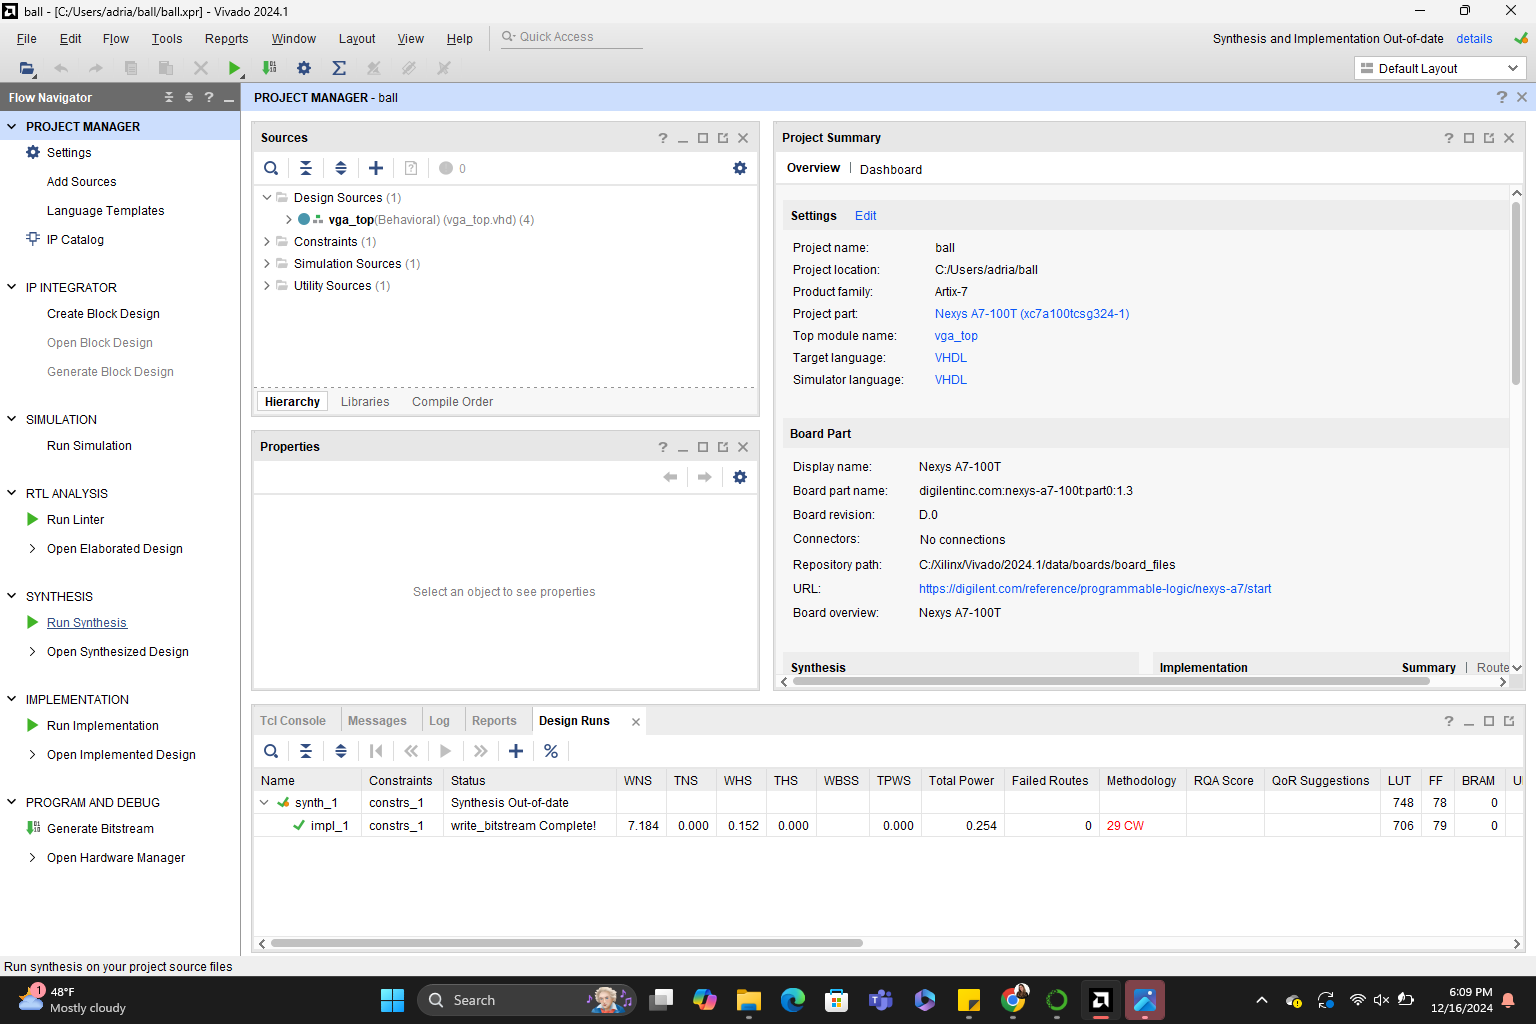 ball - [C:/Users/adria/ball/ball.xpr] - Vivado 2024.1
File Edit Flow Tools Reports Window Layout View Help Quick Access
Synthesis and Implementation Out-of-date details
Default Layout
Flow Navigator
PROJECT MANAGER
Settings
Add Sources
Language Templates
IP Catalog
IP INTEGRATOR
Create Block Design
Open Block Design
Generate Block Design
SIMULATION
Run Simulation
RTL ANALYSIS
Run Linter
Open Elaborated Design
SYNTHESIS
Run Synthesis
Open Synthesized Design
IMPLEMENTATION
Run Implementation
Open Implemented Design
PROGRAM AND DEBUG
Generate Bitstream
Open Hardware Manager
PROJECT MANAGER - ball
Sources
0
Design Sources (1)
vga_top(Behavioral) (vga_top.vhd) (4)
Constraints (1)
Simulation Sources (1)
Utility Sources (1)
Hierarchy Libraries Compile Order
Properties
Select an object to see properties
Project Summary
Overview | Dashboard
Settings Edit
Project name: ball
Project location: C:/Users/adria/ball
Product family: Artix-7
Project part: Nexys A7-100T (xc7a100tcsg324-1)
Top module name: vga_top
Target language: VHDL
Simulator language: VHDL
Board Part
Display name: Nexys A7-100T
Board part name: digilentinc.com:nexys-a7-100t:part0:1.3
Board revision: D.0
Connectors: No connections
Repository path: C:/Xilinx/Vivado/2024.1/data/boards/board_files
URL: https://digilent.com/reference/programmable-logic/nexys-a7/start
Board overview: Nexys A7-100T
Synthesis
Implementation Summary | Route
Tcl Console Messages Log Reports Design Runs
Name Constraints Status WNS TNS WHS THS WBSS TPWS Total Power Failed Routes Methodology RQA Score QoR Suggestions LUT FF BRAM U
synth_1 constrs_1 Synthesis Out-of-date 748 78 0
impl_1 constrs_1 write_bitstream Complete! 7.184 0.000 0.152 0.000 0.000 0.254 0 29 CW 706 79 0
Run synthesis on your project source files
1
48°F
Mostly cloudy
Search
6:09 PM
12/16/2024